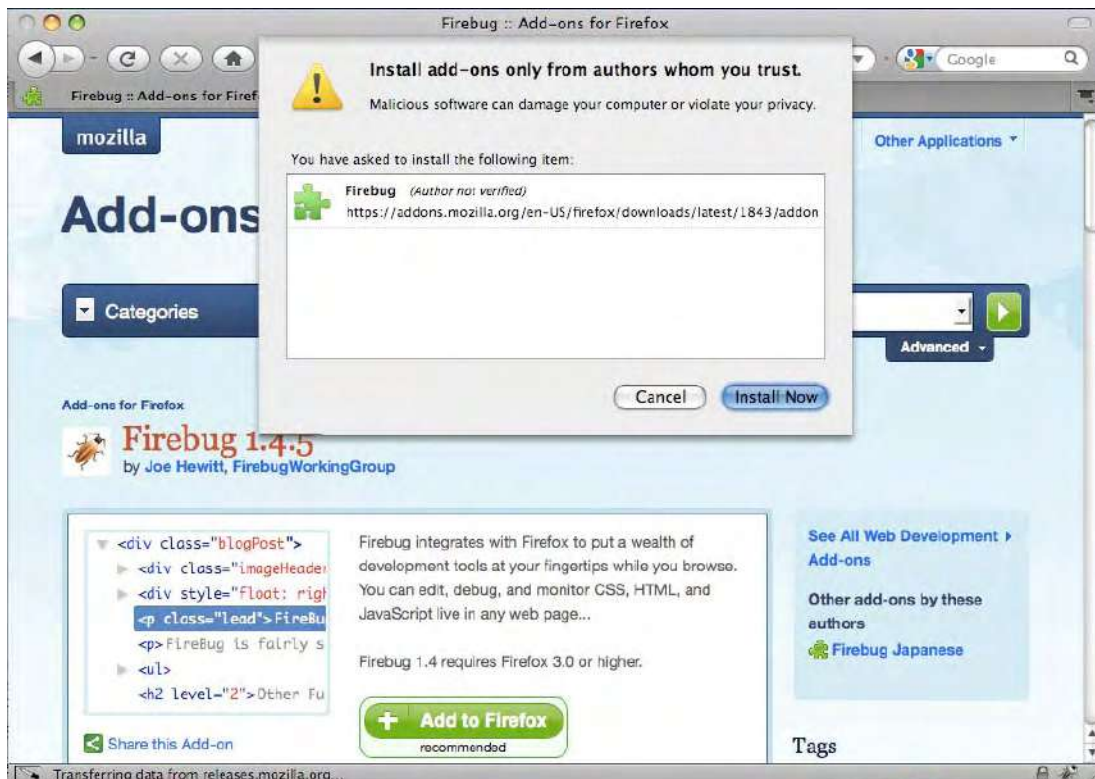 Firebug :: Add-ons for Firefox
Google
Firebug :: Add-ons for Firef
Install add-ons only from authors whom you trust.
Malicious software can damage your computer or violate your privacy.
You have asked to install the following item:
Firebug (Author not verified)
https://addons.mozilla.org/en-US/firefox/downloads/latest/1843/addon
Cancel
Install Now
mozilla
Other Applications
Add-ons
Categories
Advanced
Add-ons for Firefox
Firebug 1.4.5
by Joe Hewitt, FirebugWorkingGroup
<div class="blogPost">
<div class="imageHeader
<div style="float: righ
<p class="lead">FireBu
<p>FireBug is fairly s
<ul>
<h2 level="2">Other Fu
Share this Add-on
Firebug integrates with Firefox to put a wealth of
development tools at your fingertips while you browse.
You can edit, debug, and monitor CSS, HTML, and
JavaScript live in any web page...
Firebug 1.4 requires Firefox 3.0 or higher.
Add to Firefox
recommended
See All Web Development
Add-ons
Other add-ons by these
authors
Firebug Japanese
Tags
Transferring data from releases.mozilla.org...